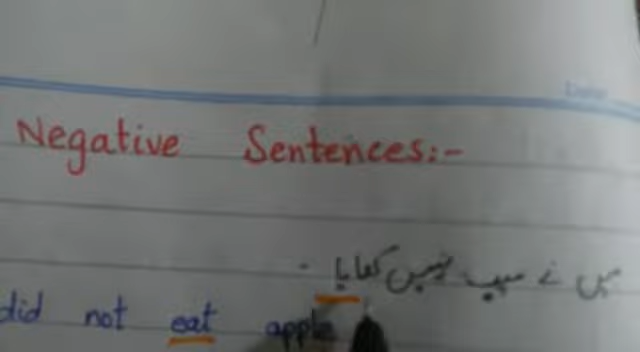 Negative Sentences:-
میں نے سیب نہیں کھایا -
did not eat apple